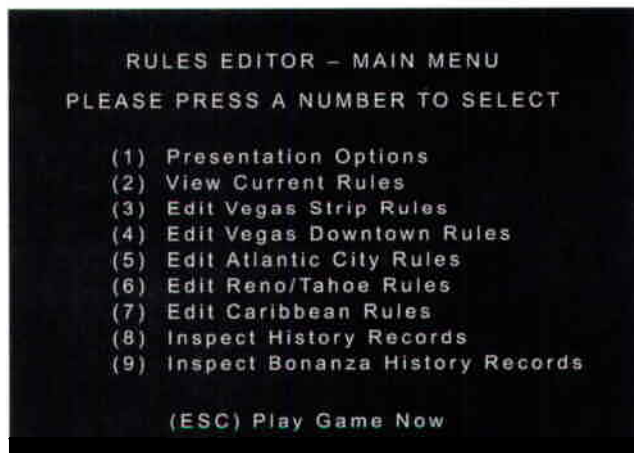 RULES EDITOR – MAIN MENU
PLEASE PRESS A NUMBER TO SELECT
(1) Presentation Options
(2) View Current Rules
(3) Edit Vegas Strip Rules
(4) Edit Vegas Downtown Rules
(5) Edit Atlantic City Rules
(6) Edit Reno/Tahoe Rules
(7) Edit Caribbean Rules
(8) Inspect History Records
(9) Inspect Bonanza History Records
(ESC) Play Game Now